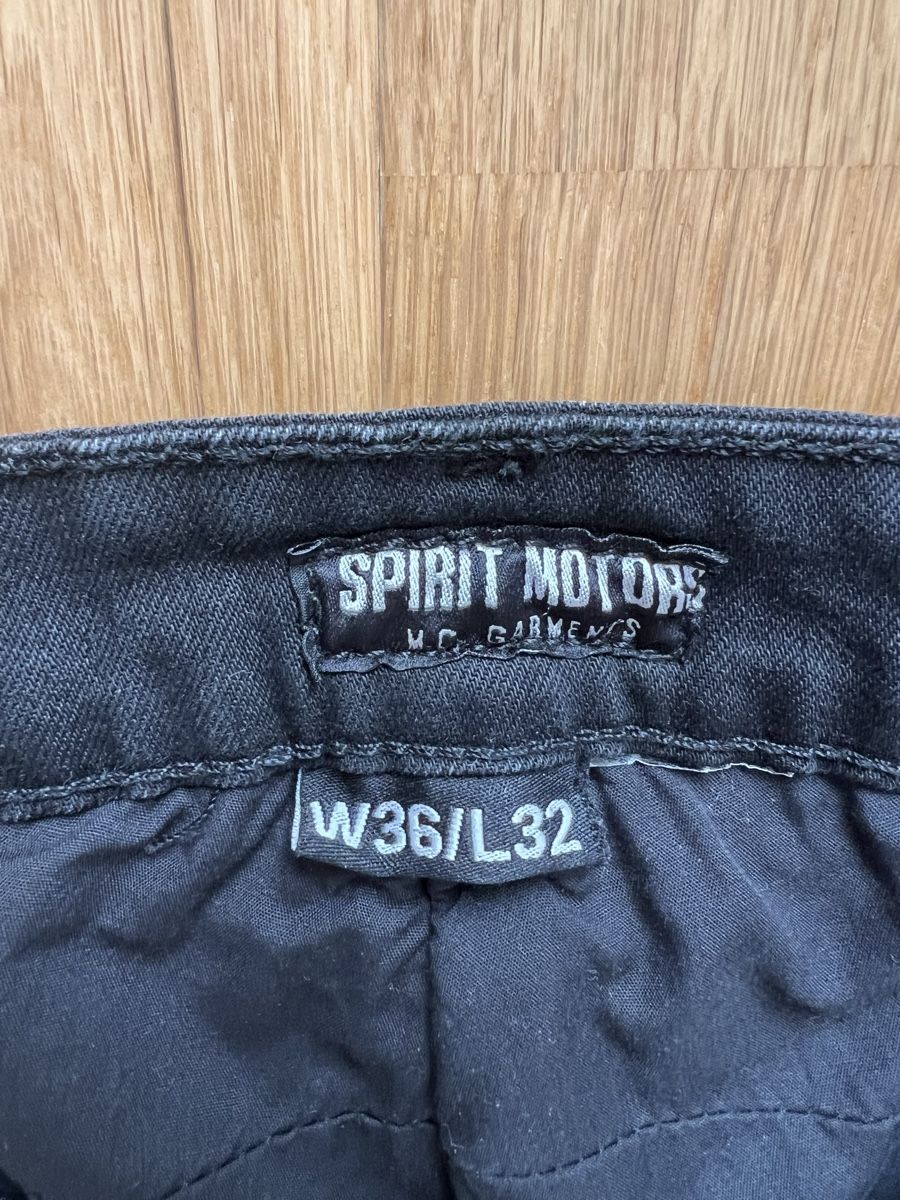 SPIRIT MOTORS
M.C. GARMENTS
W36/L32